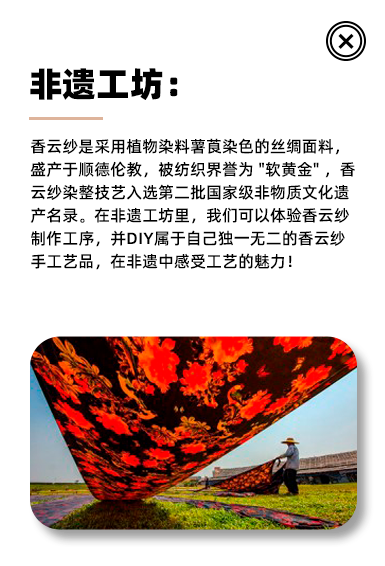 非遗工坊：
香云纱是采用植物染料薯莨染色的丝绸面料，
盛产于顺德伦教，被纺织界誉为 "软黄金" ，香
云纱染整技艺入选第二批国家级非物质文化遗
产名录。在非遗工坊里，我们可以体验香云纱
制作工序，并DIY属于自己独一无二的香云纱
手工艺品，在非遗中感受工艺的魅力！